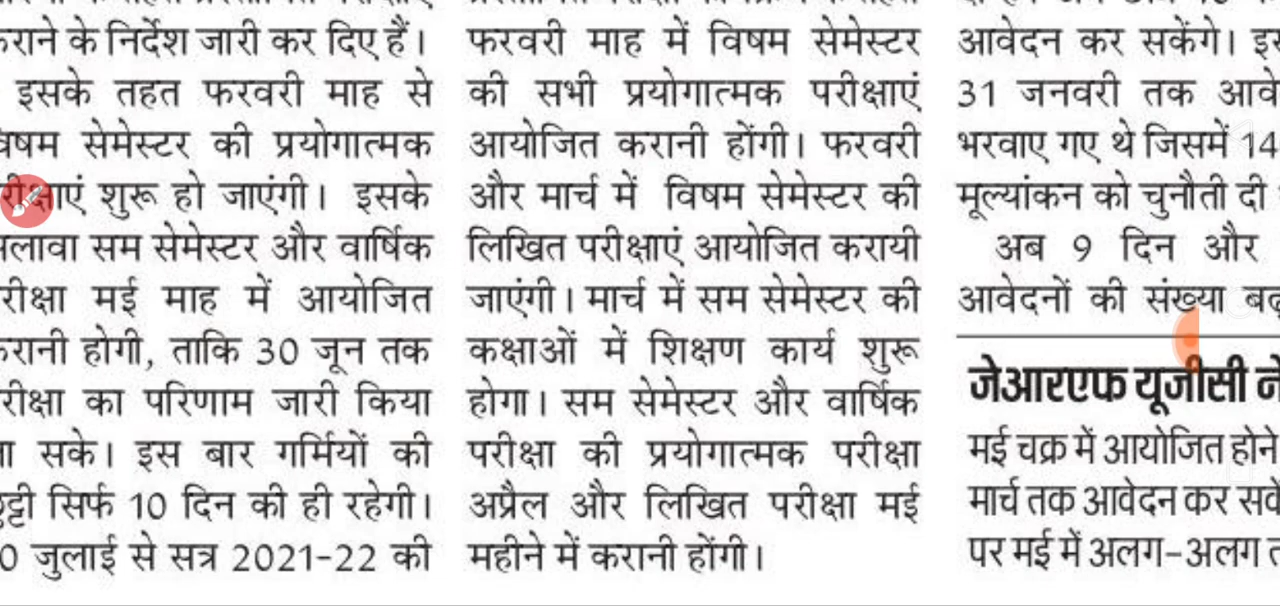 कराने के निर्देश जारी कर दिए हैं।
इसके तहत फरवरी माह से
विषम सेमेस्टर की प्रयोगात्मक
परीक्षाएं शुरू हो जाएंगी। इसके
अलावा सम सेमेस्टर और वार्षिक
परीक्षा मई माह में आयोजित
करानी होगी, ताकि 30 जून तक
परीक्षा का परिणाम जारी किया
जा सके। इस बार गर्मियों की
छुट्टी सिर्फ 10 दिन की ही रहेगी।
0 जुलाई से सत्र 2021-22 की
फरवरी माह में विषम सेमेस्टर
की सभी प्रयोगात्मक परीक्षाएं
आयोजित करानी होंगी। फरवरी
और मार्च में विषम सेमेस्टर की
लिखित परीक्षाएं आयोजित करायी
जाएंगी। मार्च में सम सेमेस्टर की
कक्षाओं में शिक्षण कार्य शुरू
होगा। सम सेमेस्टर और वार्षिक
परीक्षा की प्रयोगात्मक परीक्षा
अप्रैल और लिखित परीक्षा मई
महीने में करानी होंगी।
आवेदन कर सकेंगे।
31 जनवरी तक
भरवाए गए थे जिसमें 14
मूल्यांकन को चुनौती दी
अब 9 दिन और
आवेदनों की संख्या
जेआरएफ यूजीसी ने
मई चक्र में आयोजित होने
मार्च तक आवेदन कर
पर मई में अलग-अलग